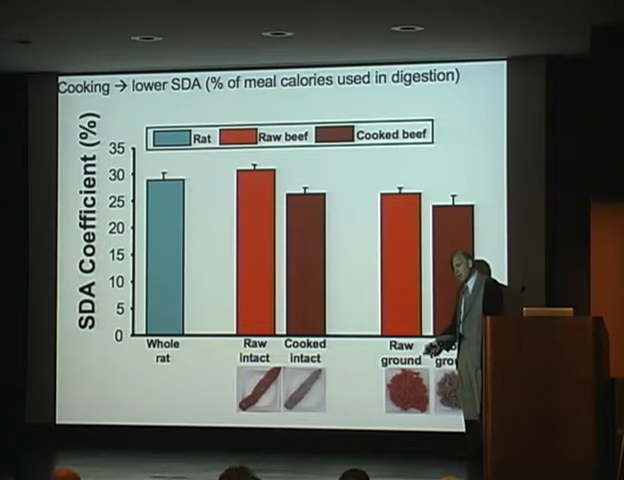 Cooking → lower SDA (% of meal calories used in digestion)
Rat
Raw beef
Cooked beef
SDA Coefficient (%)
35
30
25
20
15
10
5
0
Whole
rat
Raw
intact
Cooked
intact
Raw
ground